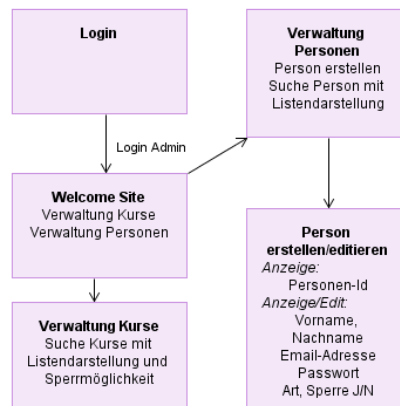 Login
Login Admin
Welcome Site
Verwaltung Kurse
Verwaltung Personen
Verwaltung Kurse
Suche Kurse mit
Listendarstellung und
Sperrmöglichkeit
Verwaltung
Personen
Person erstellen
Suche Person mit
Listendarstellung
Person
erstellen/editieren
Anzeige:
Personen-Id
Anzeige/Edit:
Vorname,
Nachname
Email-Adresse
Passwort
Art, Sperre J/N